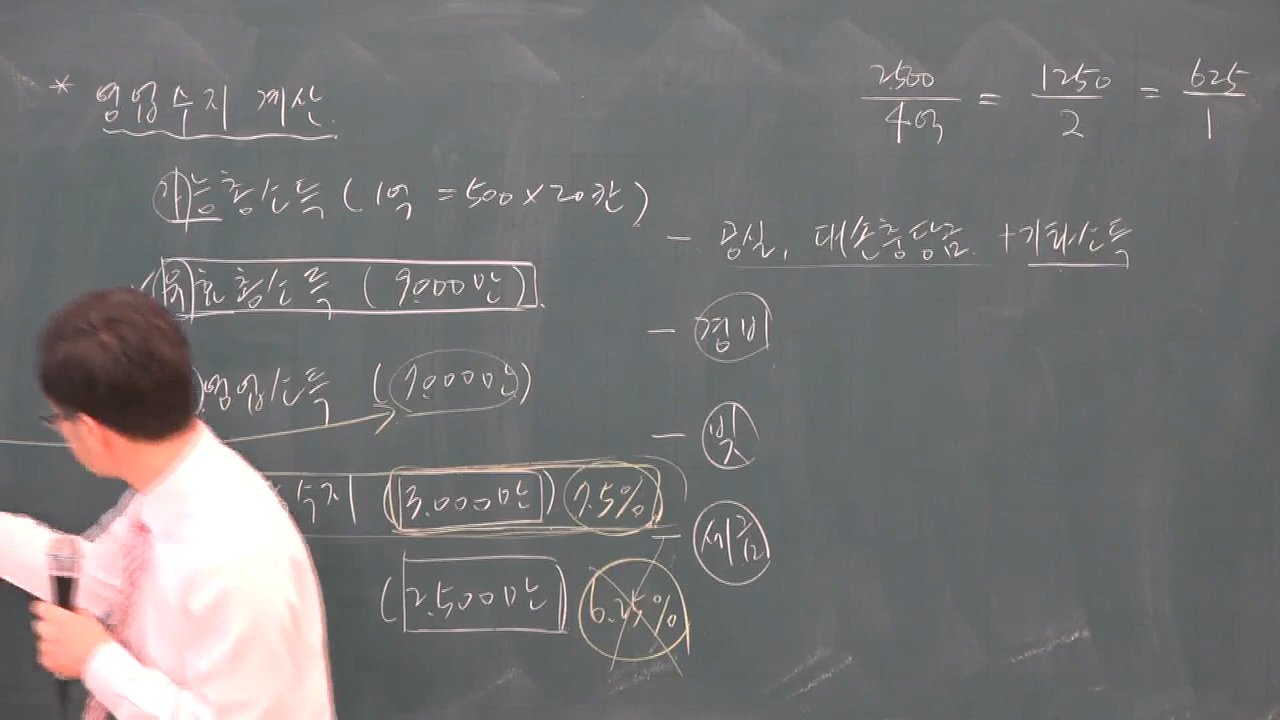 * 영업수지 계산
2500/4억 = 1250/2 = 625/1
가능총소득 (1억 = 500×20칸)
- 공실, 대손충당금 +기회소득
유효총소득 (9,000만)
- 경비
영업소득 (7,000만)
- 빚
수지 (3,000만) 7.5%
- 세금
(2,500만) 6.25%